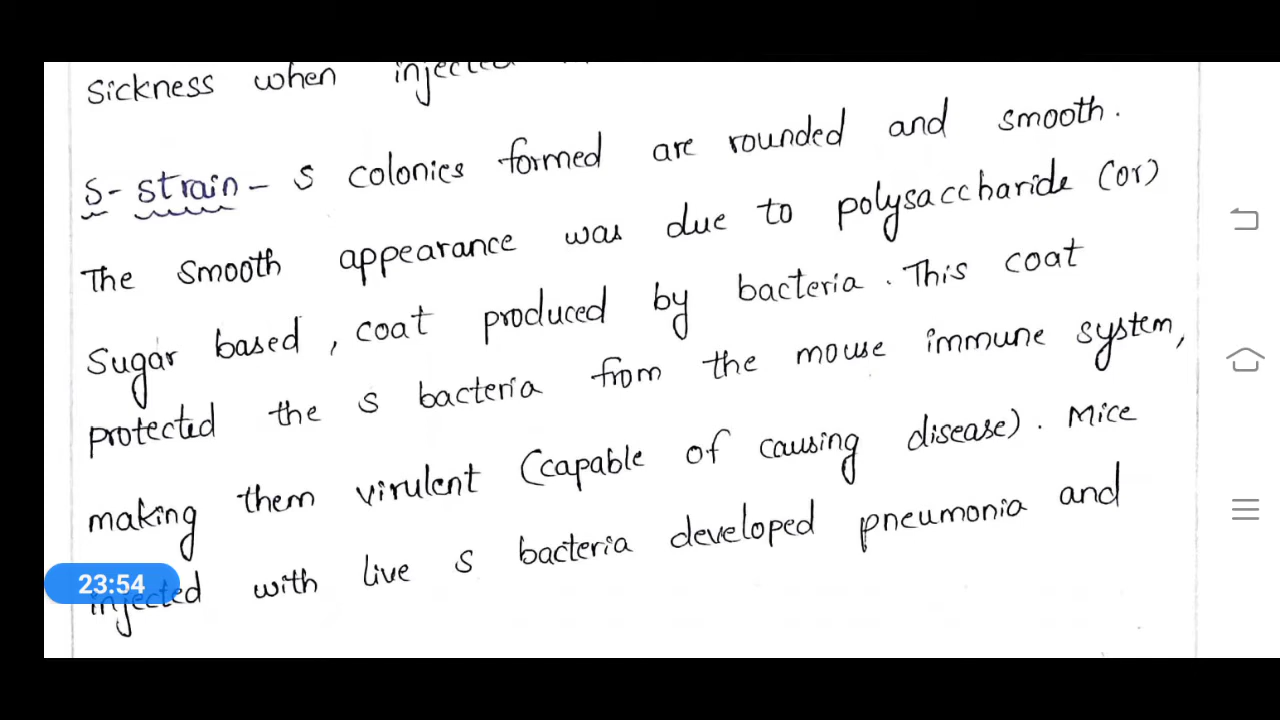 Sickness when injected
S- strain - S colonies formed are rounded and smooth.
The smooth appearance was due to polysaccharide (or)
Sugar based, coat produced by bacteria. This coat
protected the S bacteria from the mouse immune system,
making them virulent (capable of causing disease). Mice
injected with live S bacteria developed pneumonia and
23:54